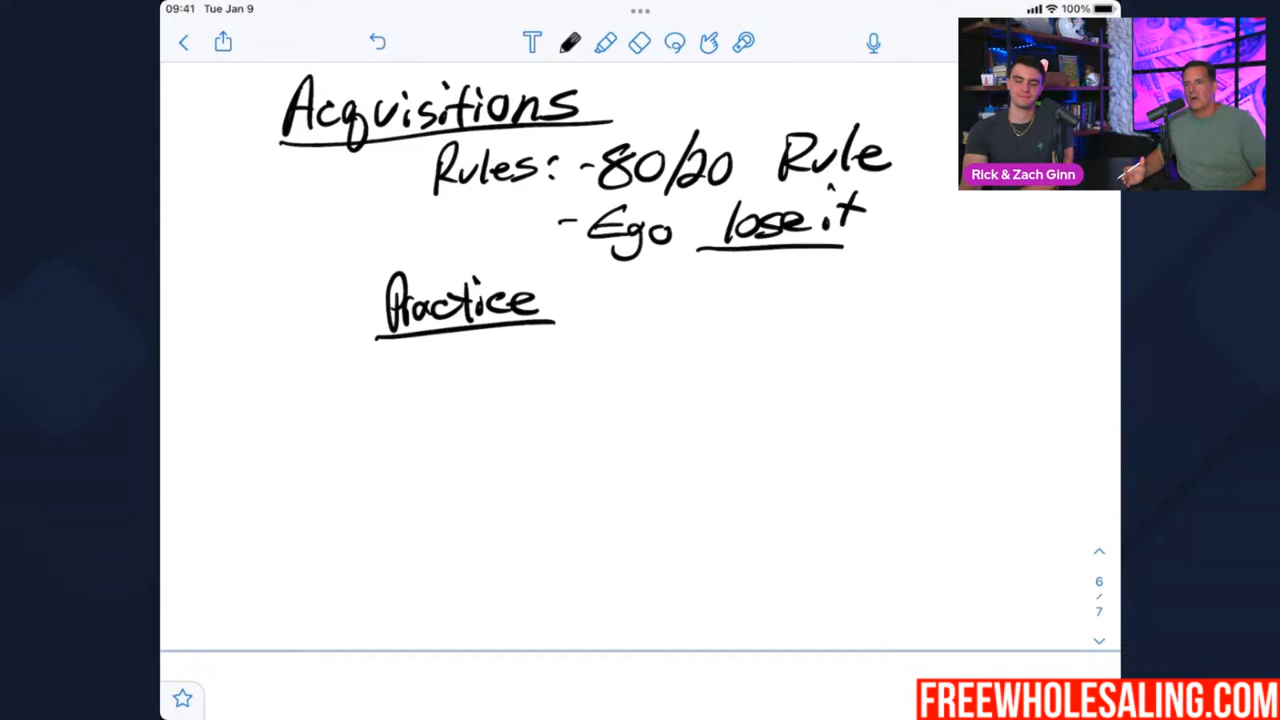 09:41 Tue Jan 9
100%
Acquisitions
Rules: -80/20 Rule
- Ego lose it
Practice
Rick & Zach Ginn
6
/
7
FREEWHOLESALING.COM